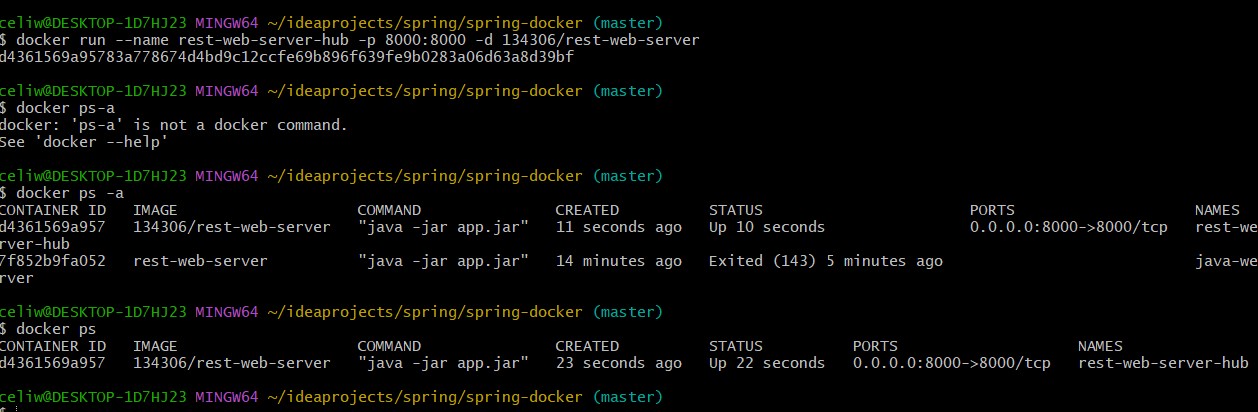 celiw@DESKTOP-1D7HJ23 MINGW64 ~/ideaprojects/spring/spring-docker (master)
$ docker run --name rest-web-server-hub -p 8000:8000 -d 134306/rest-web-server
d4361569a95783a778674d4bd9c12ccfe69b896f639fe9b0283a06d63a8d39bf
celiw@DESKTOP-1D7HJ23 MINGW64 ~/ideaprojects/spring/spring-docker (master)
$ docker ps-a
docker: 'ps-a' is not a docker command.
See 'docker --help'
celiw@DESKTOP-1D7HJ23 MINGW64 ~/ideaprojects/spring/spring-docker (master)
$ docker ps -a
CONTAINER ID IMAGE COMMAND CREATED STATUS PORTS NAMES
d4361569a957 134306/rest-web-server "java -jar app.jar" 11 seconds ago Up 10 seconds 0.0.0.0:8000->8000/tcp rest-we
rver-hub
7f852b9fa052 rest-web-server "java -jar app.jar" 14 minutes ago Exited (143) 5 minutes ago java-we
rver
celiw@DESKTOP-1D7HJ23 MINGW64 ~/ideaprojects/spring/spring-docker (master)
$ docker ps
CONTAINER ID IMAGE COMMAND CREATED STATUS PORTS NAMES
d4361569a957 134306/rest-web-server "java -jar app.jar" 23 seconds ago Up 22 seconds 0.0.0.0:8000->8000/tcp rest-web-server-hub
celiw@DESKTOP-1D7HJ23 MINGW64 ~/ideaprojects/spring/spring-docker (master)
$